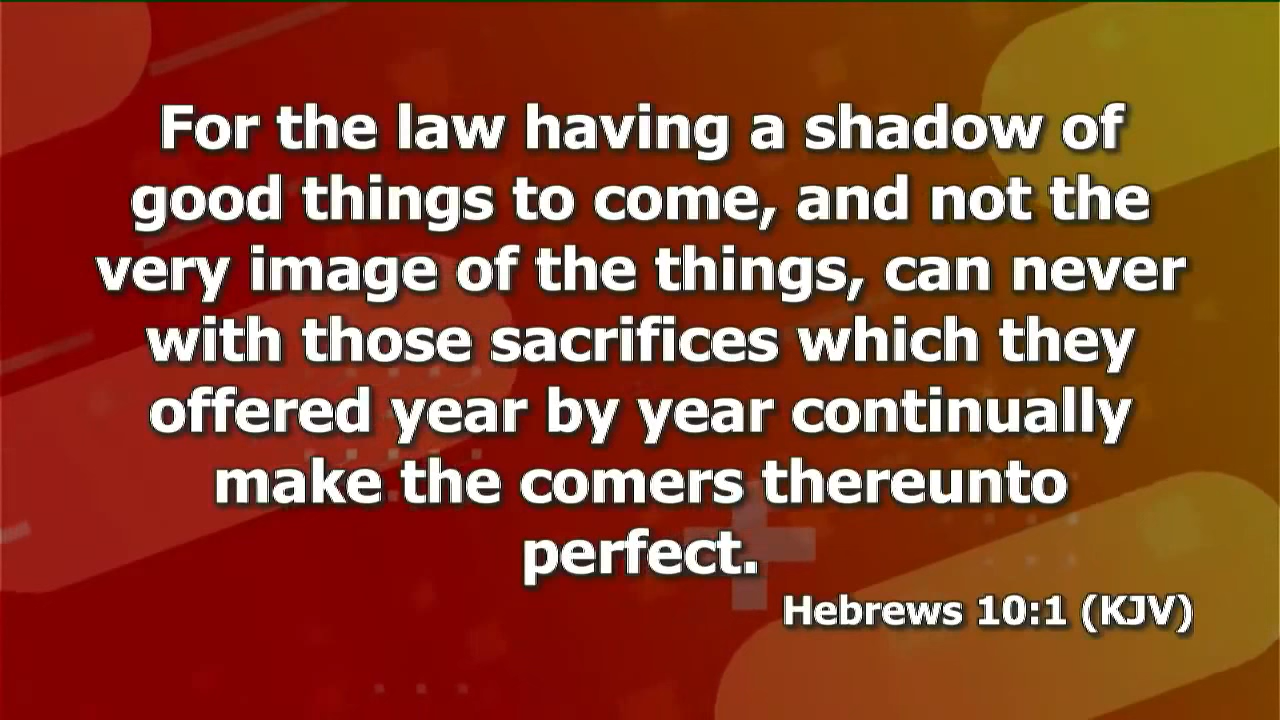 For the law having a shadow of
good things to come, and not the
very image of the things, can never
with those sacrifices which they
offered year by year continually
make the comers thereunto
perfect.
Hebrews 10:1 (KJV)